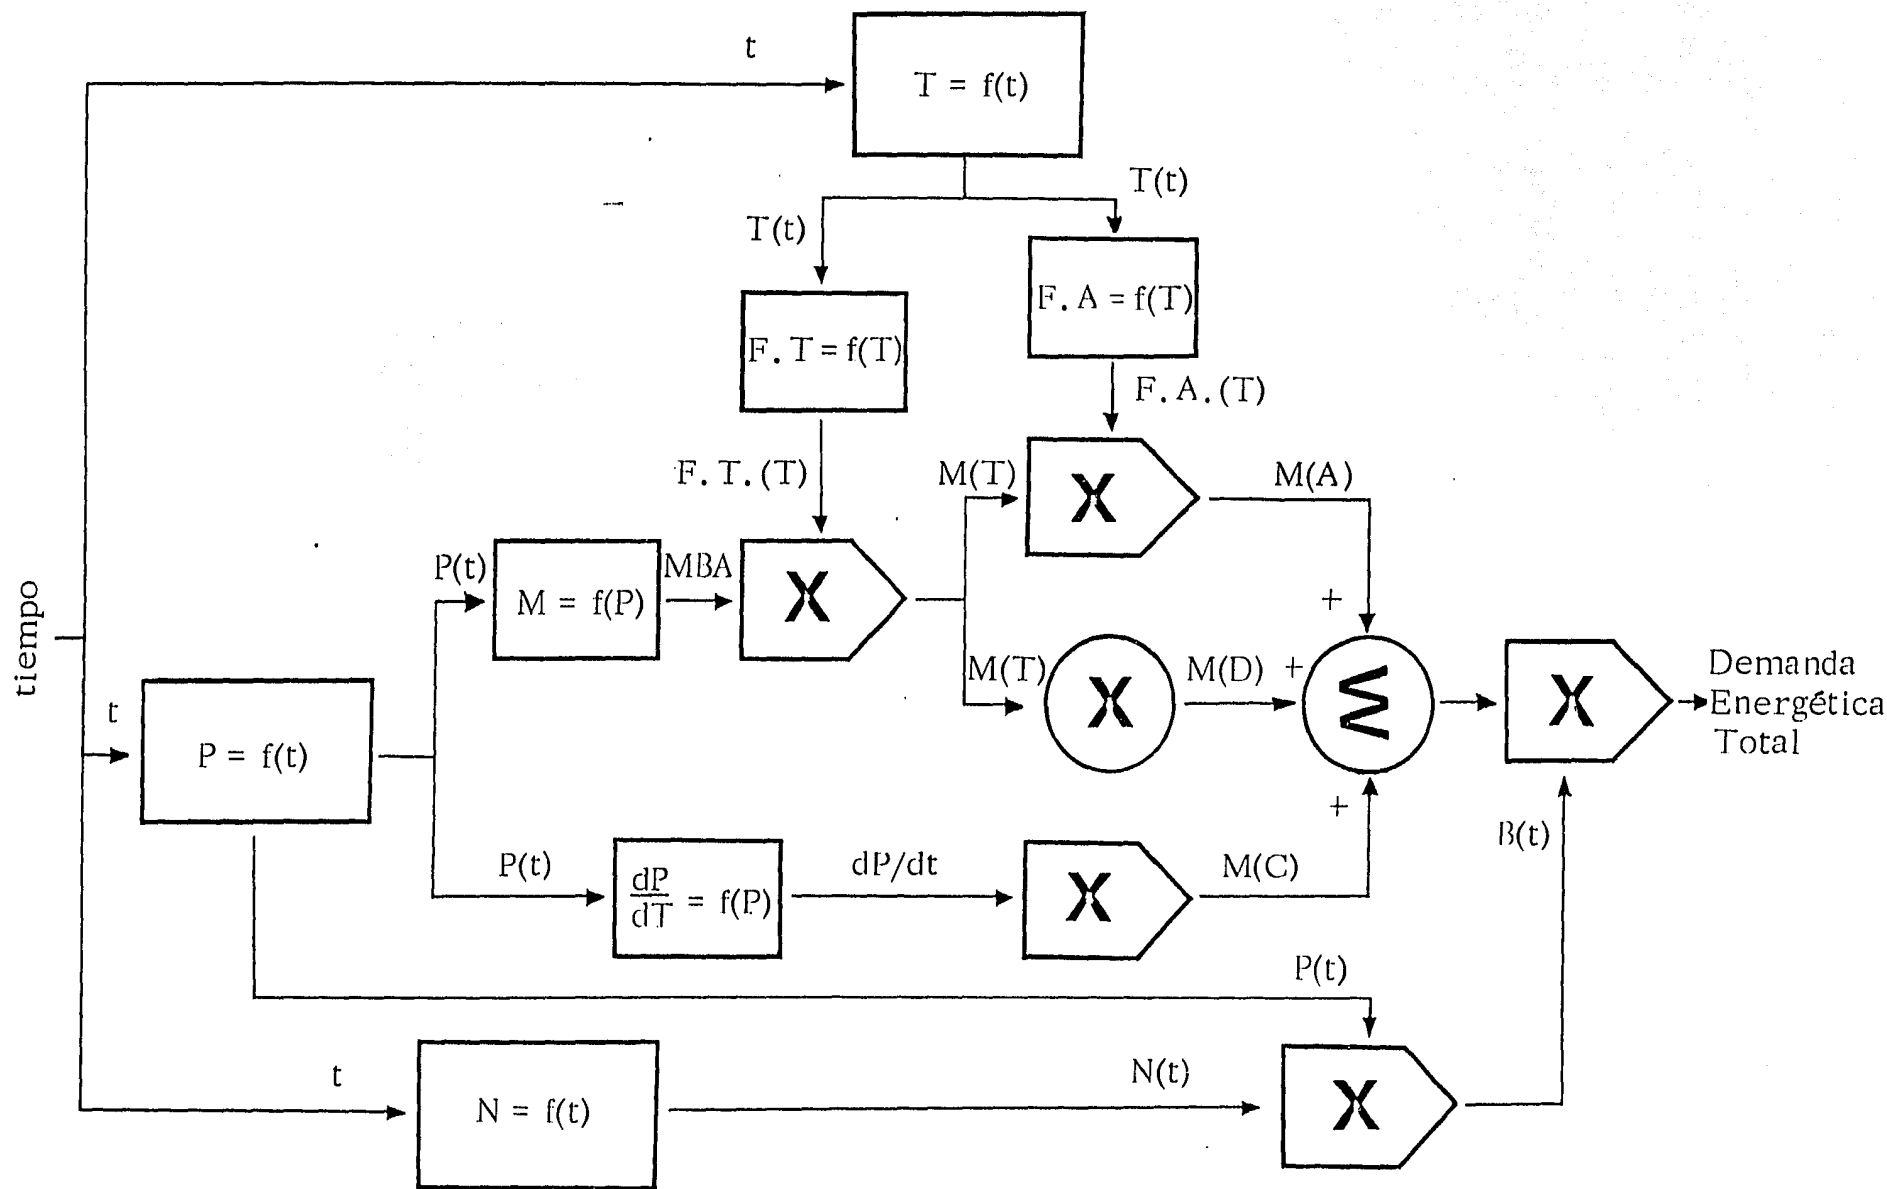 t
T = f(t)
T(t)
T(t)
F.A = f(T)
F.T = f(T)
F.A.(T)
F.T.(T)
M(T)
X
M(A)
P(t)
MBA
M = f(P)
X
+
tiempo
M(T)
X
M(D)
+
Σ
X
Demanda
Energética
Total
t
P = f(t)
+
B(t)
P(t)
dP/dT = f(P)
dP/dt
X
M(C)
P(t)
t
N = f(t)
N(t)
X